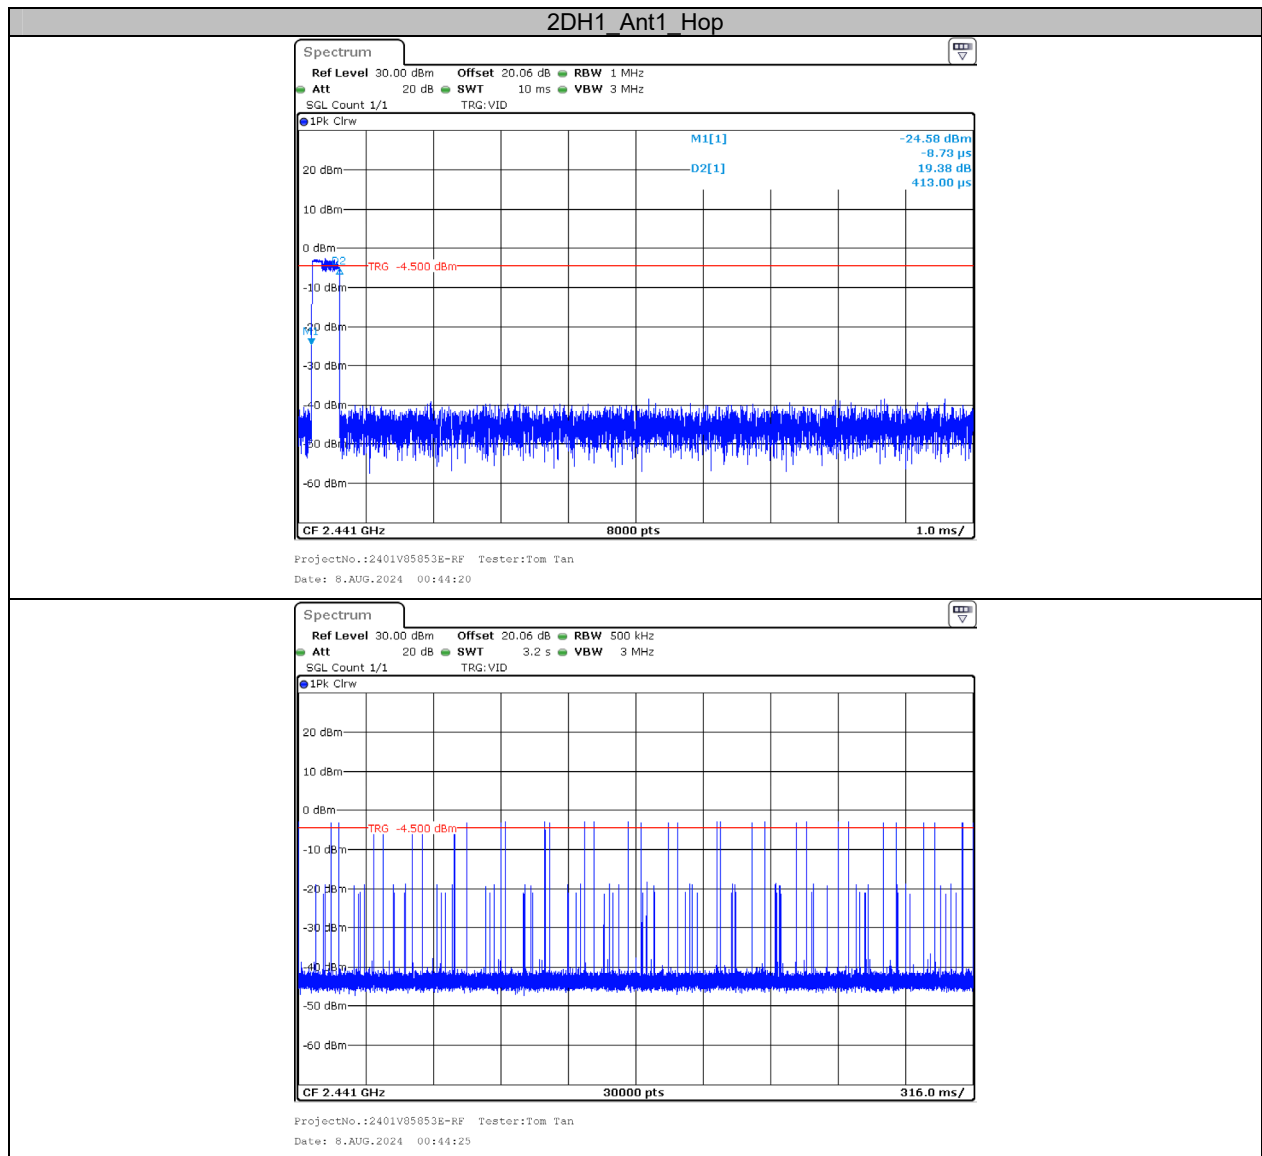 2DH1_Ant1_Hop
Spectrum
Ref Level 30.00 dBm Offset 20.06 dB RBW 1 MHz
Att 20 dB SWT 10 ms VBW 3 MHz
SGL Count 1/1 TRG:VID
1Pk Clrw
M1[1] -24.58 dBm
-8.73 µs
D2[1] 19.38 dB
413.00 µs
20 dBm
10 dBm
0 dBm
D2
TRG -4.500 dBm
-10 dBm
-20 dBm
M1
-30 dBm
-40 dBm
-50 dBm
-60 dBm
CF 2.441 GHz 8000 pts 1.0 ms/
ProjectNo.:2401V85853E-RF Tester:Tom Tan
Date: 8.AUG.2024 00:44:20
Spectrum
Ref Level 30.00 dBm Offset 20.06 dB RBW 500 kHz
Att 20 dB SWT 3.2 s VBW 3 MHz
SGL Count 1/1 TRG:VID
1Pk Clrw
20 dBm
10 dBm
0 dBm
TRG -4.500 dBm
-10 dBm
-20 dBm
-30 dBm
-40 dBm
-50 dBm
-60 dBm
CF 2.441 GHz 30000 pts 316.0 ms/
ProjectNo.:2401V85853E-RF Tester:Tom Tan
Date: 8.AUG.2024 00:44:25